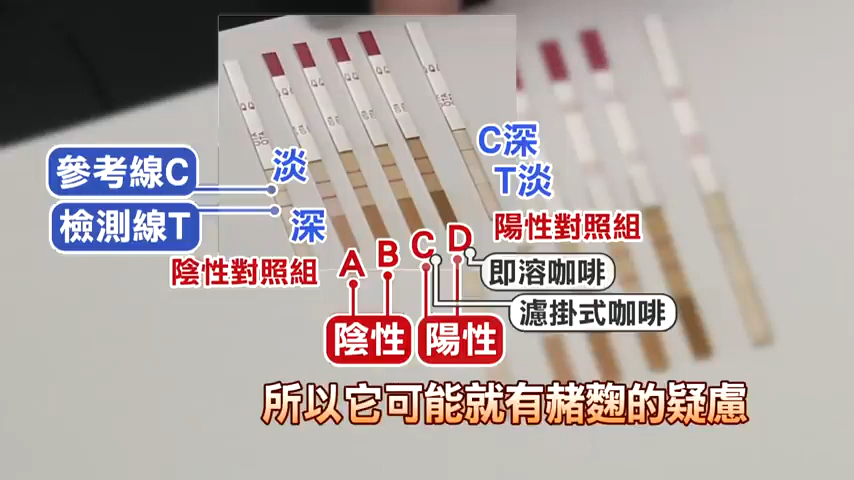 參考線C
淡
C深
T淡
檢測線T
深
陰性對照組
A
B
C
D
陽性對照組
即溶咖啡
濾掛式咖啡
陰性
陽性
所以它可能就有赭麴的疑慮